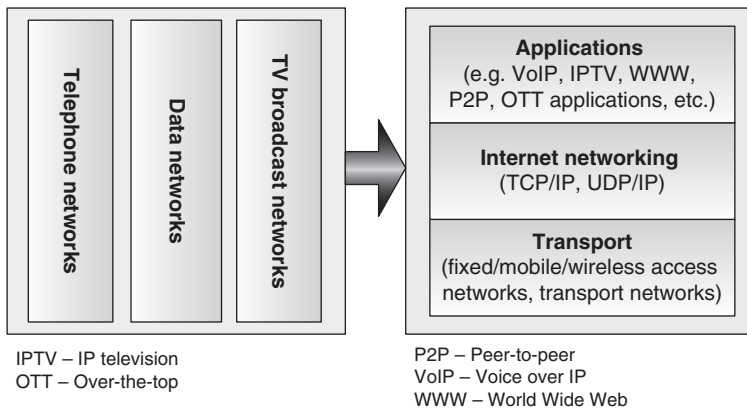 Telephone networks
Data networks
TV broadcast networks
Applications
(e.g. VoIP, IPTV, WWW,
P2P, OTT applications, etc.)
Internet networking
(TCP/IP, UDP/IP)
Transport
(fixed/mobile/wireless access
networks, transport networks)
IPTV – IP television
OTT – Over-the-top
P2P – Peer-to-peer
VoIP – Voice over IP
WWW – World Wide Web